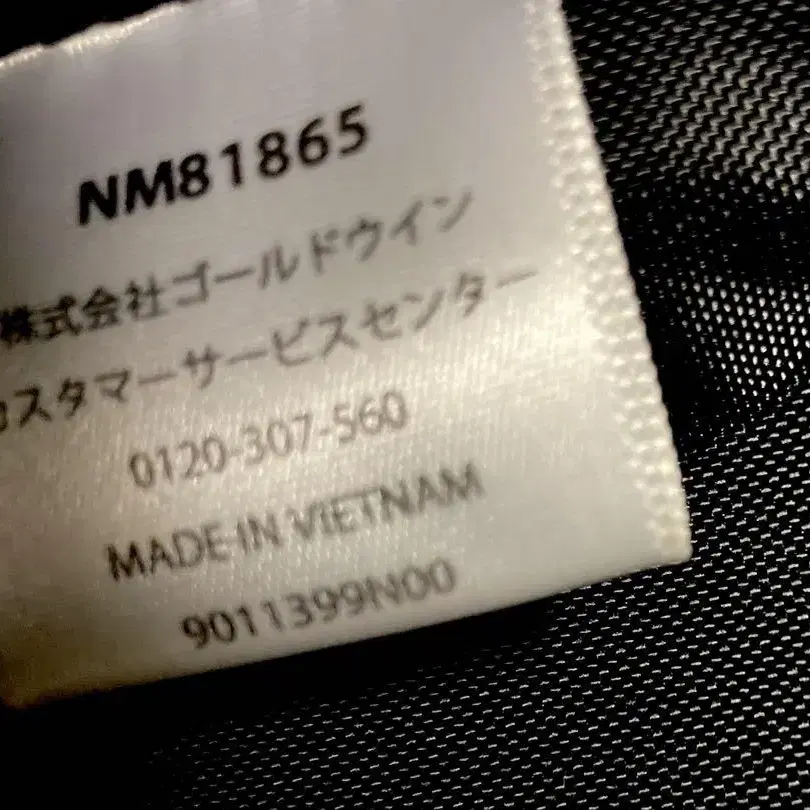 NM81865
株式会社ゴールドウイン
カスタマーサービスセンター
0120-307-560
MADE IN VIETNAM
9011399N00